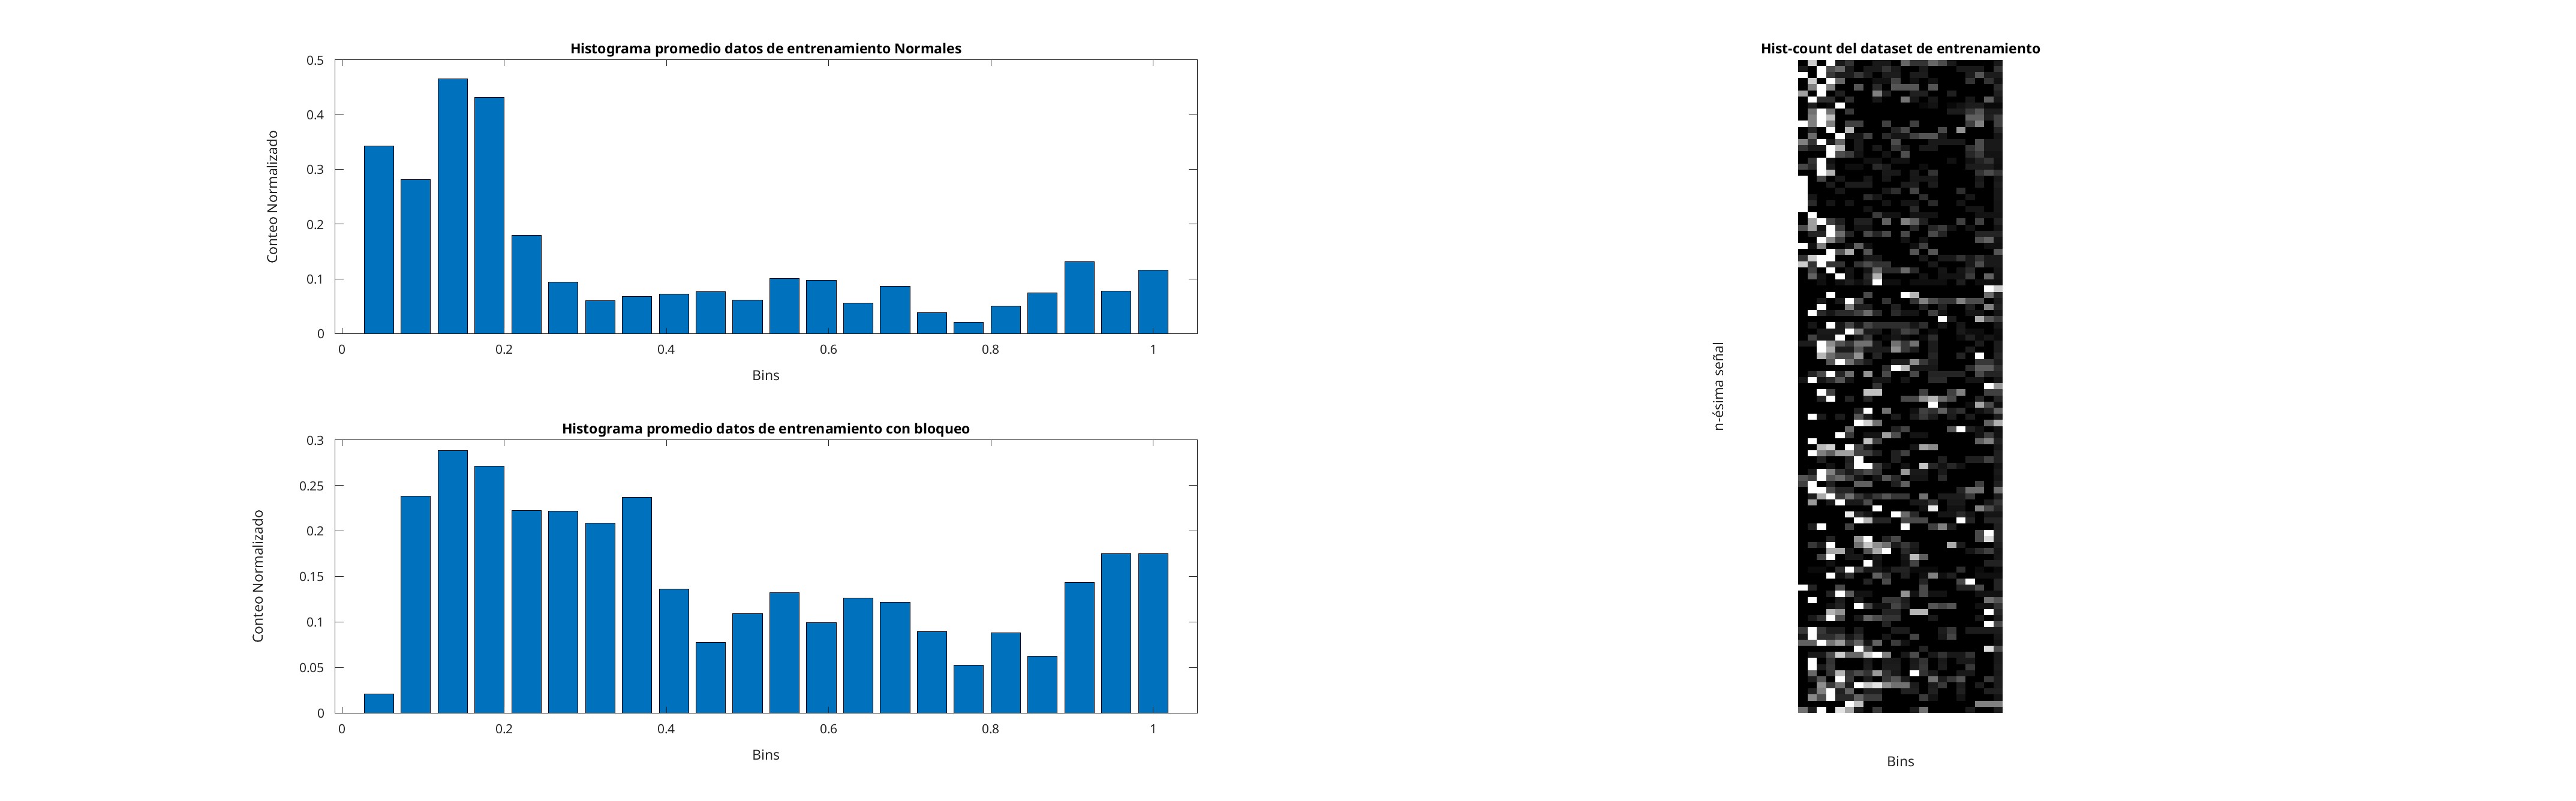 Histograma promedio datos de entrenamiento Normales
0.5
0.4
0.3
0.2
0.1
0
Conteo Normalizado
0 0.2 0.4 0.6 0.8 1
Bins
Histograma promedio datos de entrenamiento con bloqueo
0.3
0.25
0.2
0.15
0.1
0.05
0
Conteo Normalizado
0 0.2 0.4 0.6 0.8 1
Bins
Hist-count del dataset de entrenamiento
n-ésima señal
Bins